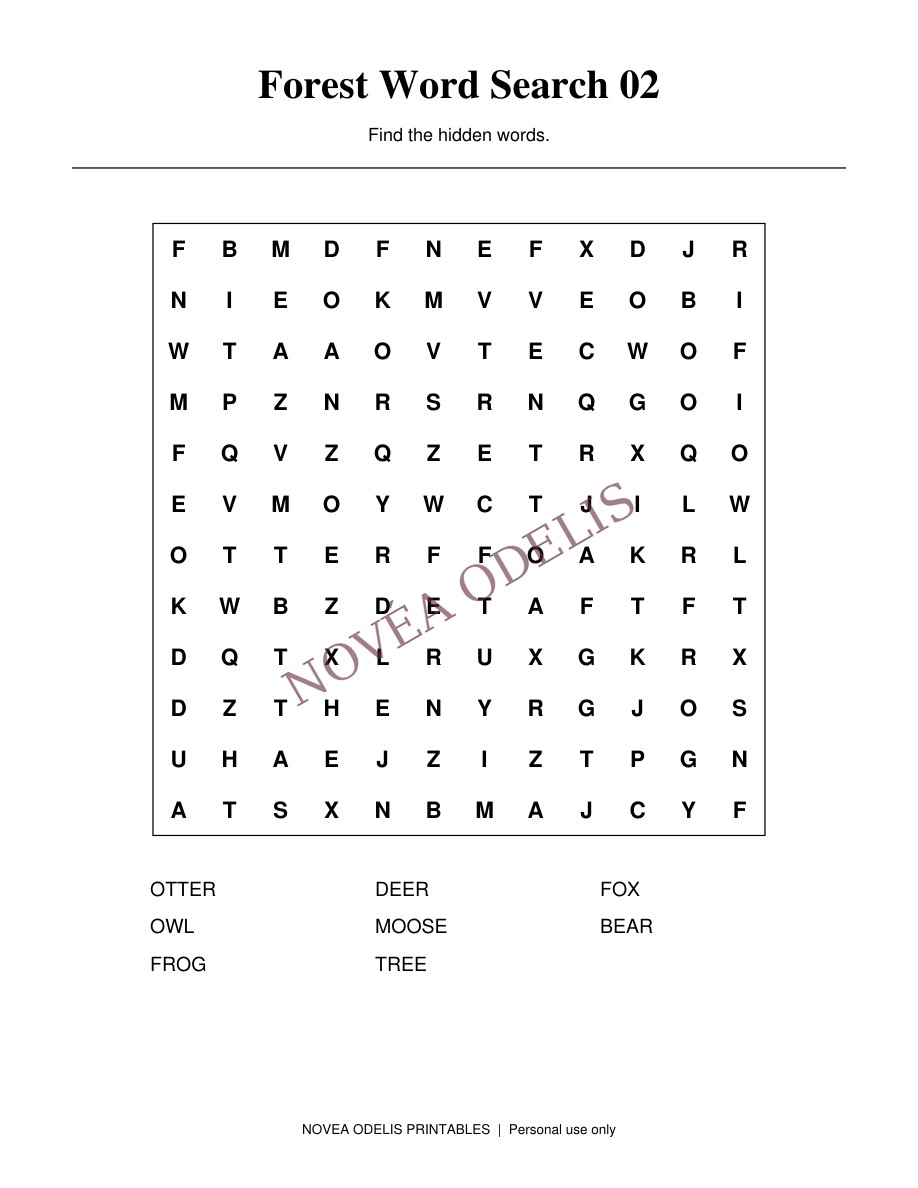 Forest Word Search 02
Find the hidden words.
F B M D F N E F X D J R
N I E O K M V V E O B I
W T A A O V T E C W O F
M P Z N R S R N Q G O I
F Q V Z Q Z E T R X Q O
E V M O Y W C T J I L W
O T T E R F F O A K R L
K W B Z D E T A F T F T
D Q T X L R U X G K R X
D Z T H E N Y R G J O S
U H A E J Z I Z T P G N
A T S X N B M A J C Y F
NOVÉA ODELIS
OTTER DEER FOX
OWL MOOSE BEAR
FROG TREE
NOVEA ODELIS PRINTABLES | Personal use only